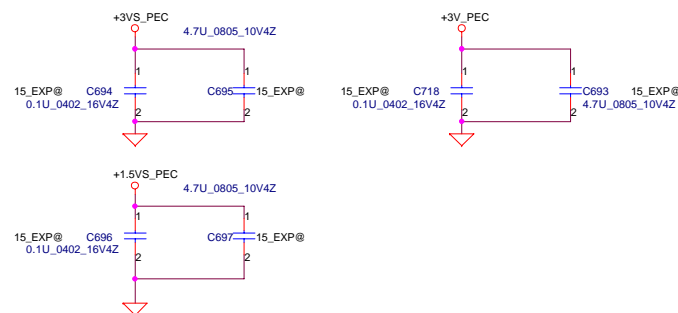 +3VS_PEC
4.7U_0805_10V4Z
1
1
15_EXP@ C694
C695 15_EXP@
0.1U_0402_16V4Z
2
2
+3V_PEC
1
1
15_EXP@ C718
C693 15_EXP@
0.1U_0402_16V4Z
4.7U_0805_10V4Z
2
2
+1.5VS_PEC
4.7U_0805_10V4Z
1
1
15_EXP@ C696
C697 15_EXP@
0.1U_0402_16V4Z
2
2